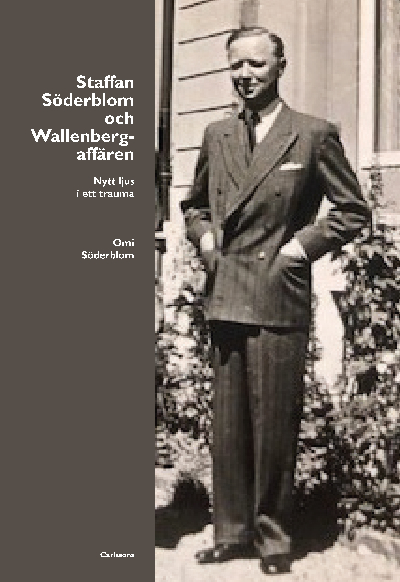 Staffan
Söderblom
och
Wallenberg-
affären
Nytt ljus
i ett trauma
Omi
Söderblom
Carlssons